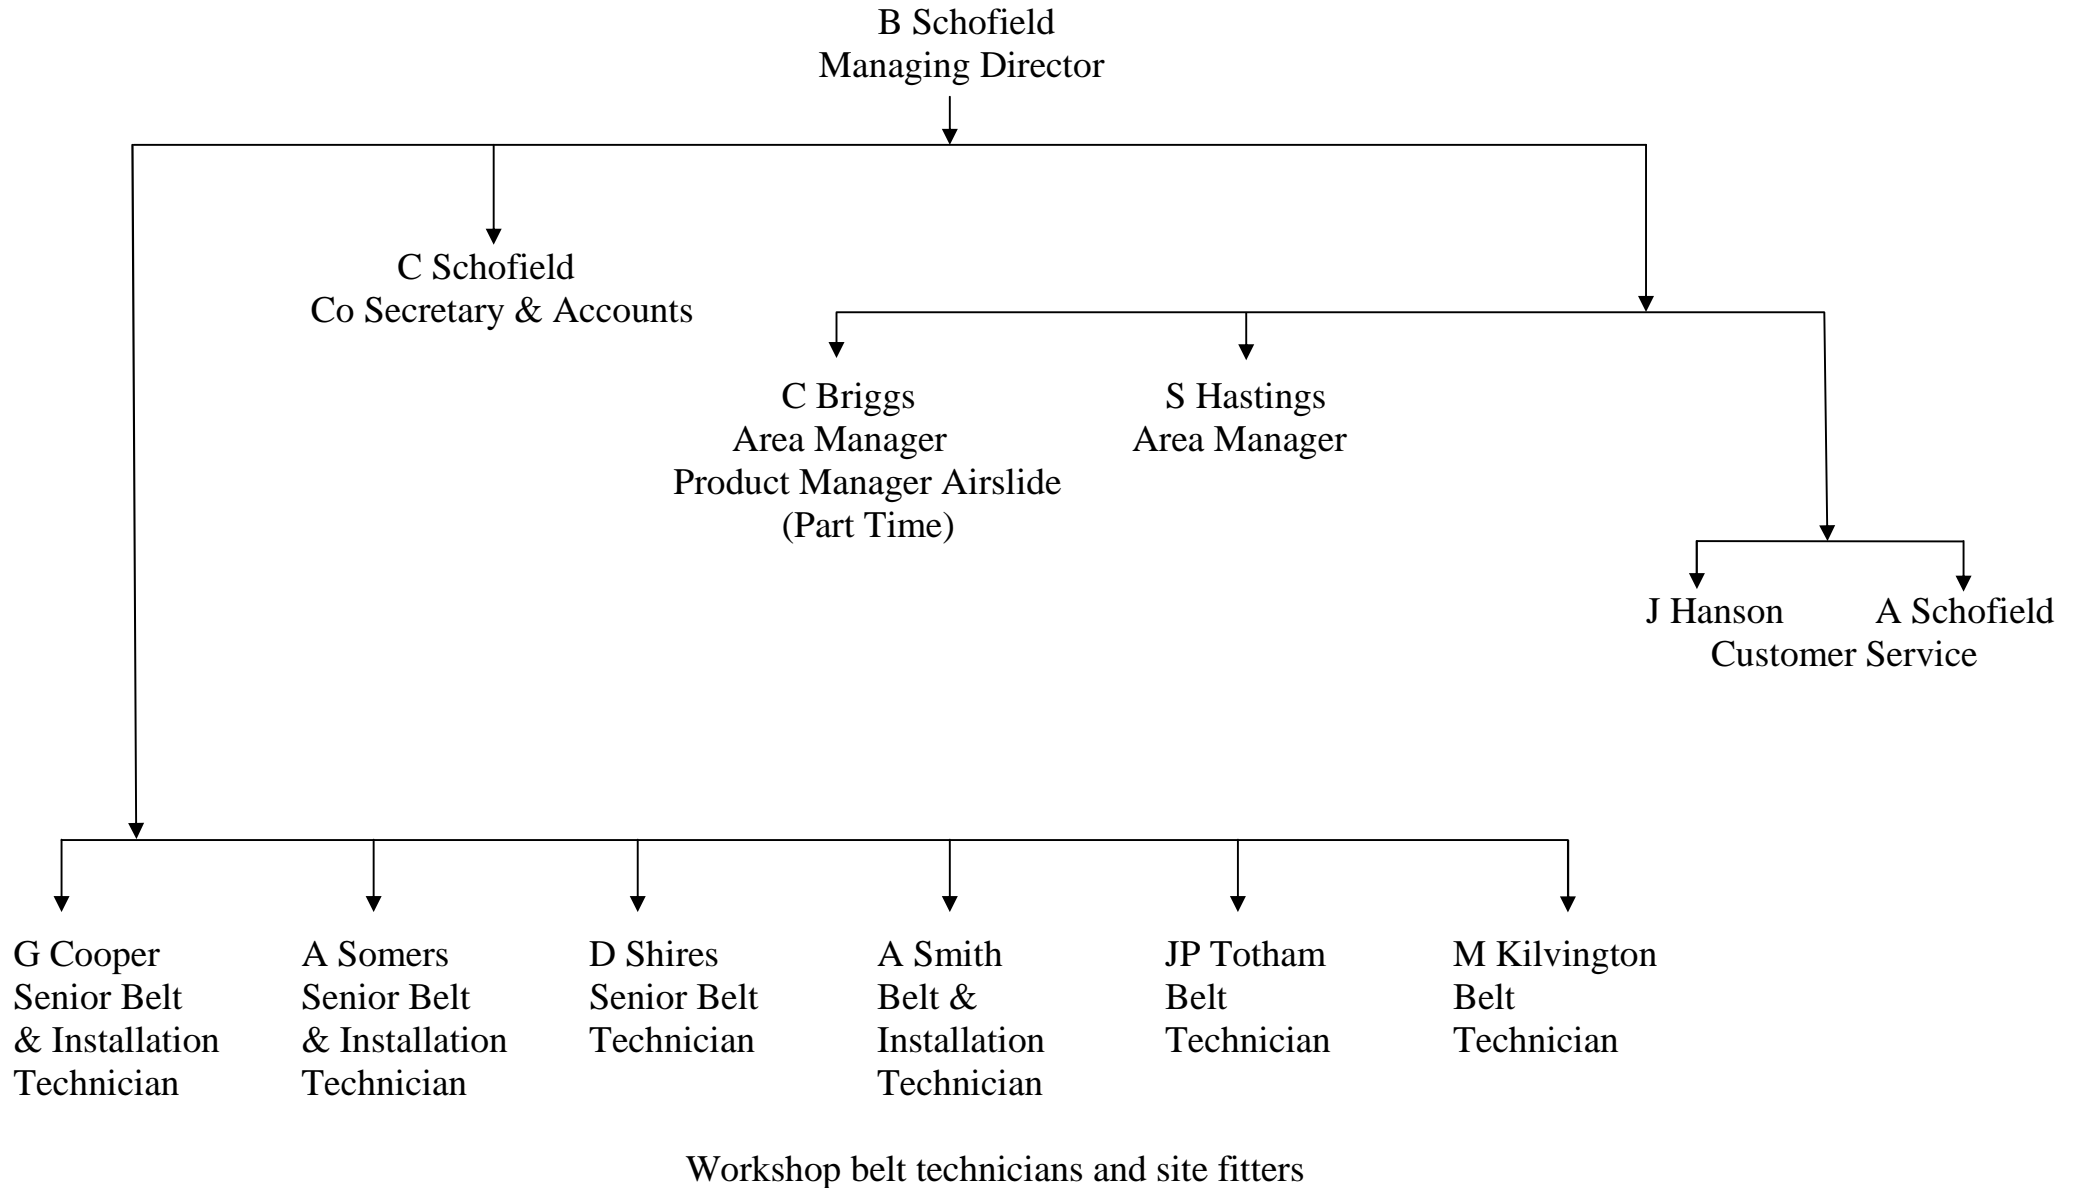 B Schofield
Managing Director
C Schofield
Co Secretary & Accounts
C Briggs
Area Manager
Product Manager Airslide
(Part Time)
S Hastings
Area Manager
J Hanson
A Schofield
Customer Service
G Cooper
Senior Belt
& Installation
Technician
A Somers
Senior Belt
& Installation
Technician
D Shires
Senior Belt
Technician
A Smith
Belt &
Installation
Technician
JP Totham
Belt
Technician
M Kilvington
Belt
Technician
Workshop belt technicians and site fitters